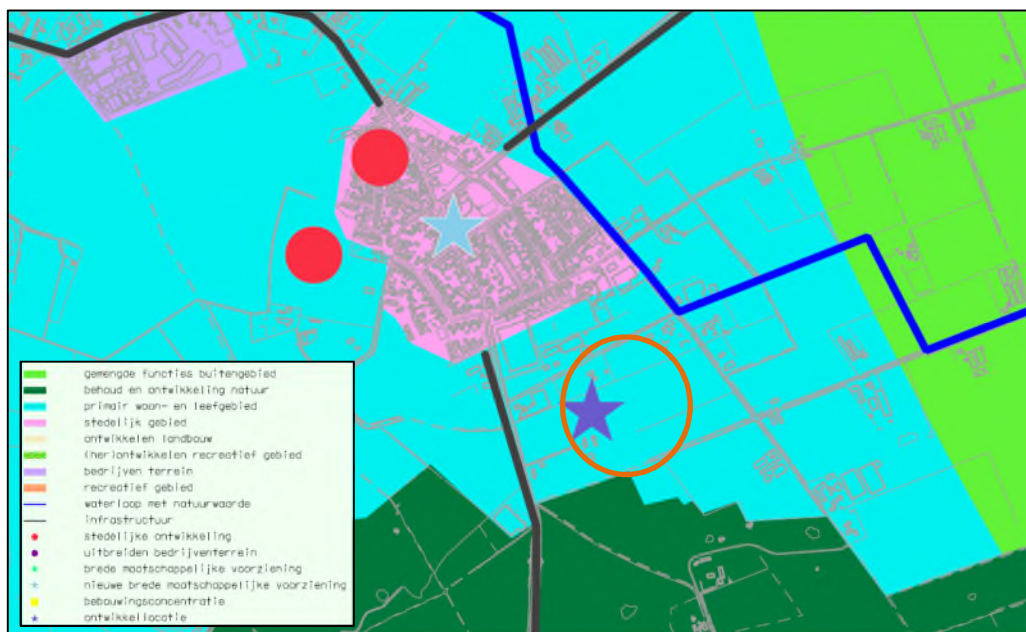 gemengde functies buitengebied
behoud en ontwikkeling natuur
primair woon- en leefgebied
stedelijk gebied
ontwikkelen landbouw
(her)ontwikkelen recreatief gebied
bedrijven terrein
recreatief gebied
waterloop met natuurwaarde
infrastructuur
stedelijke ontwikkeling
uitbreiden bedrijventerrein
brede maatschappelijke voorziening
nieuwe brede maatschappelijke voorziening
bebouwingsconcentratie
ontwikkellocatie